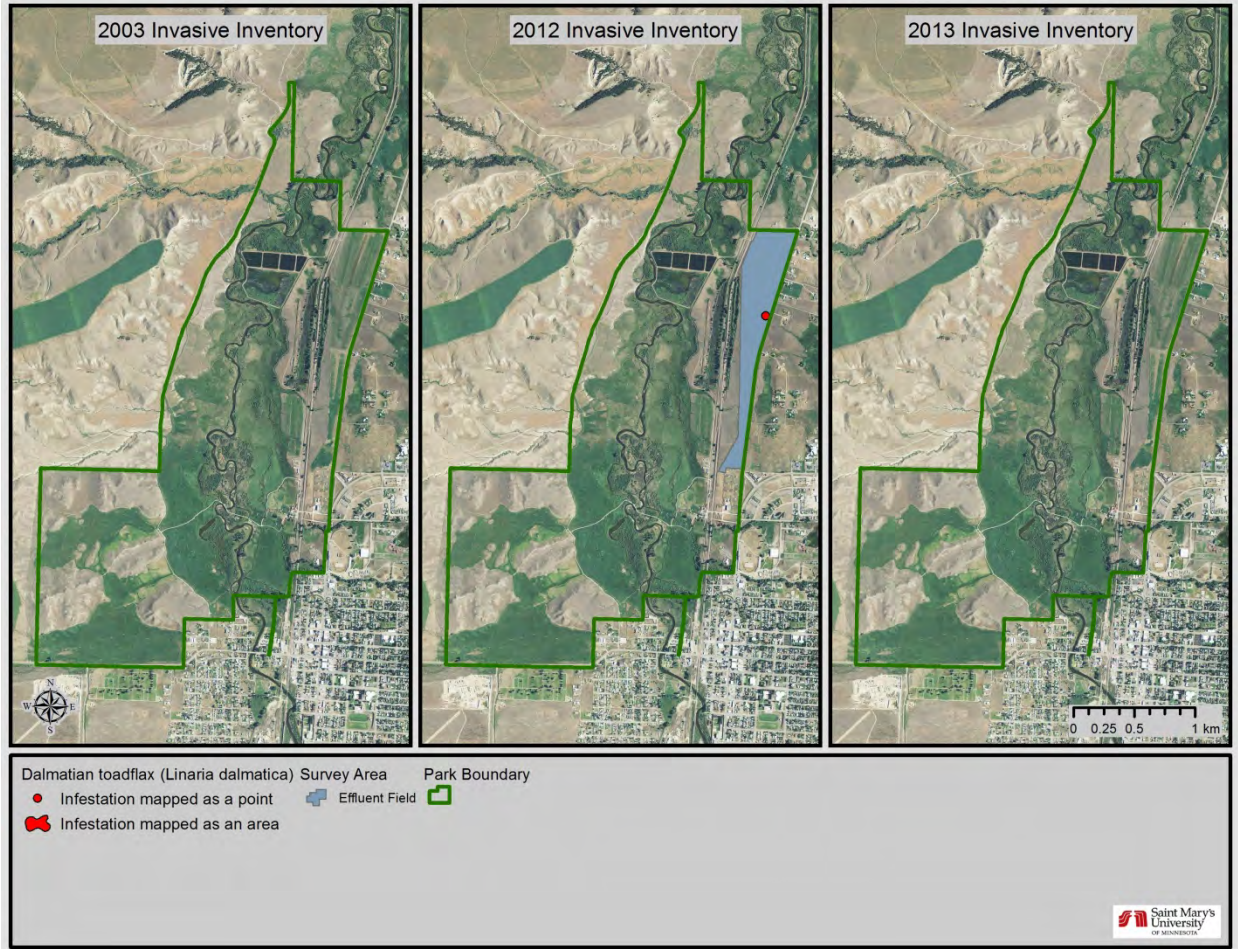 2003 Invasive Inventory
2012 Invasive Inventory
2013 Invasive Inventory
N
W E
S
0 0.25 0.5 1 km
Dalmatian toadflax (Linaria dalmatica) Survey Area Park Boundary
Infestation mapped as a point Effluent Field
Infestation mapped as an area
Saint Mary's
University
OF MINNESOTA